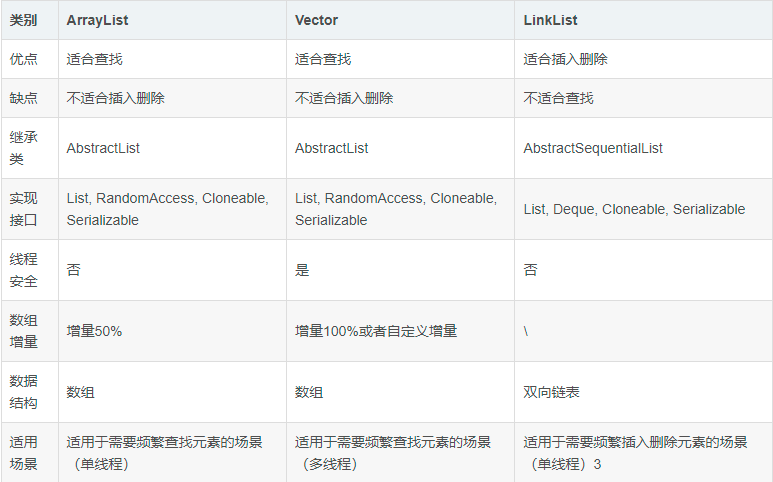 类别 ArrayList Vector LinkList
优点 适合查找 适合查找 适合插入删除
缺点 不适合插入删除 不适合插入删除 不适合查找
继承
类 AbstractList AbstractList AbstractSequentialList
实现 List, RandomAccess, Cloneable, List, RandomAccess, Cloneable, List, Deque, Cloneable, Serializable
接口 Serializable Serializable
线程
安全 否 是 否
数组
增量 增量50% 增量100%或者自定义增量 \
数据
结构 数组 数组 双向链表
适用 适用于需要频繁查找元素的场景 适用于需要频繁查找元素的场景 适用于需要频繁插入删除元素的场景
场景 （单线程） （多线程） （单线程）3